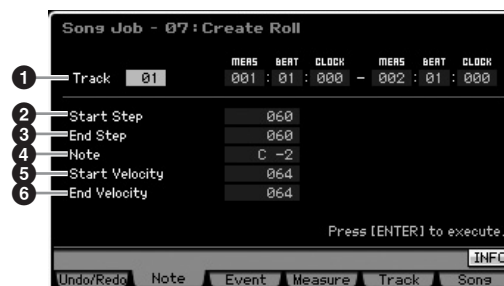 Song Job - 07:Create Roll
MEAS BEAT CLOCK MEAS BEAT CLOCK
1 Track 01 001 : 01 : 000 - 002 : 01 : 000
2 Start Step 060
3 End Step 060
4 Note C -2
5 Start Velocity 064
6 End Velocity 064
Press [ENTER] to execute.
INFO
Undo/Redo Note Event Measure Track Song